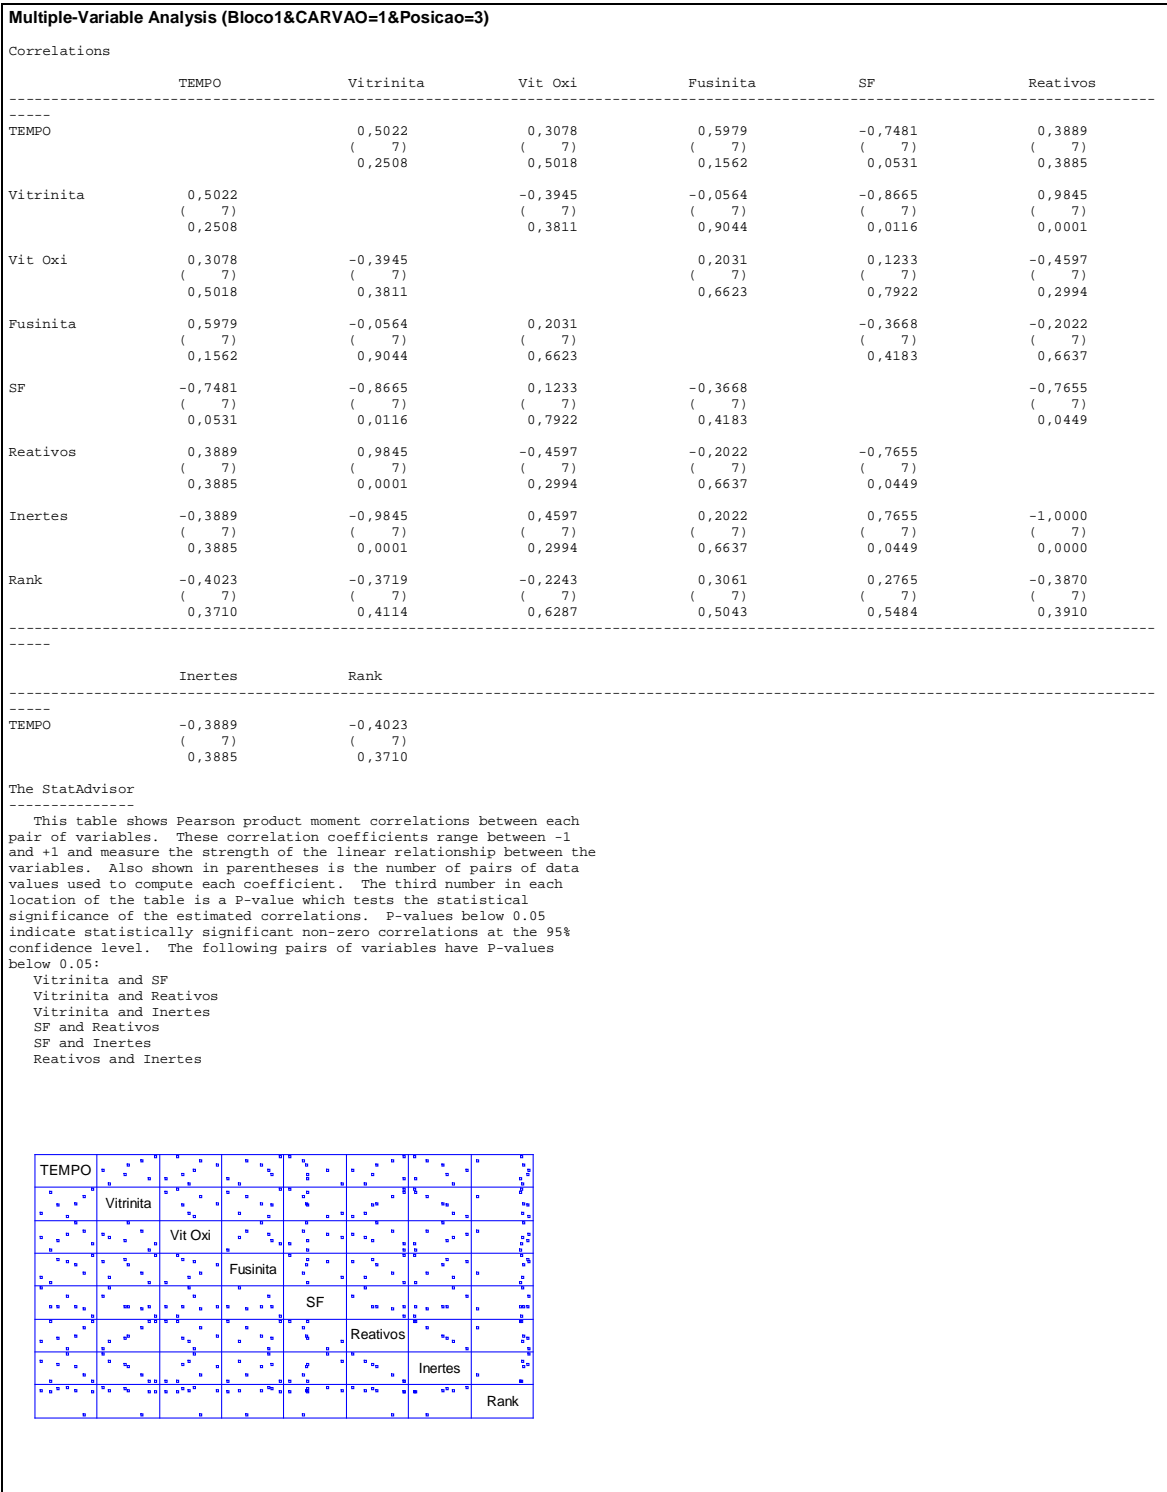 Multiple-Variable Analysis (Bloco1&CARVAO=1&Posicao=3)
Correlations
TEMPO Vitrinita Vit Oxi Fusinita SF Reativos
-----------------------------------------------------------------------------------------------------------------------------------------
-----
TEMPO 0,5022 0,3078 0,5979 -0,7481 0,3889
( 7) ( 7) ( 7) ( 7) ( 7)
0,2508 0,5018 0,1562 0,0531 0,3885
Vitrinita 0,5022 -0,3945 -0,0564 -0,8665 0,9845
( 7) ( 7) ( 7) ( 7) ( 7)
0,2508 0,3811 0,9044 0,0116 0,0001
Vit Oxi 0,3078 -0,3945 0,2031 0,1233 -0,4597
( 7) ( 7) ( 7) ( 7) ( 7)
0,5018 0,3811 0,6623 0,7922 0,2994
Fusinita 0,5979 -0,0564 0,2031 -0,3668 -0,2022
( 7) ( 7) ( 7) ( 7) ( 7)
0,1562 0,9044 0,6623 0,4183 0,6637
SF -0,7481 -0,8665 0,1233 -0,3668 -0,7655
( 7) ( 7) ( 7) ( 7) ( 7)
0,0531 0,0116 0,7922 0,4183 0,0449
Reativos 0,3889 0,9845 -0,4597 -0,2022 -0,7655
( 7) ( 7) ( 7) ( 7) ( 7)
0,3885 0,0001 0,2994 0,6637 0,0449
Inertes -0,3889 -0,9845 0,4597 0,2022 0,7655 -1,0000
( 7) ( 7) ( 7) ( 7) ( 7) ( 7)
0,3885 0,0001 0,2994 0,6637 0,0449 0,0000
Rank -0,4023 -0,3719 -0,2243 0,3061 0,2765 -0,3870
( 7) ( 7) ( 7) ( 7) ( 7) ( 7)
0,3710 0,4114 0,6287 0,5043 0,5484 0,3910
-----------------------------------------------------------------------------------------------------------------------------------------
-----
Inertes Rank
-----------------------------------------------------------------------------------------------------------------------------------------
-----
TEMPO -0,3889 -0,4023
( 7) ( 7)
0,3885 0,3710
The StatAdvisor
---------------
This table shows Pearson product moment correlations between each
pair of variables. These correlation coefficients range between -1
and +1 and measure the strength of the linear relationship between the
variables. Also shown in parentheses is the number of pairs of data
values used to compute each coefficient. The third number in each
location of the table is a P-value which tests the statistical
significance of the estimated correlations. P-values below 0.05
indicate statistically significant non-zero correlations at the 95%
confidence level. The following pairs of variables have P-values
below 0.05:
Vitrinita and SF
Vitrinita and Reativos
Vitrinita and Inertes
SF and Reativos
SF and Inertes
Reativos and Inertes
TEMPO
Vitrinita
Vit Oxi
Fusinita
SF
Reativos
Inertes
Rank